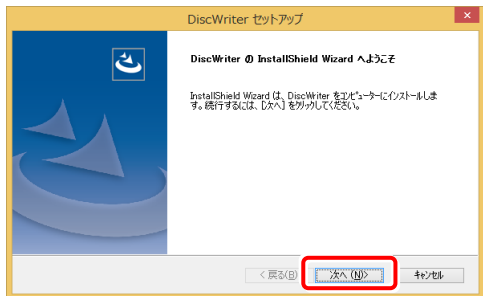 DiscWriter セットアップ
DiscWriter の InstallShield Wizard へようこそ
InstallShield Wizard は、DiscWriter をコンピューターにインストールしま
す。続行するには、[次へ] をクリックしてください。
< 戻る(B)
次へ (N)>
キャンセル